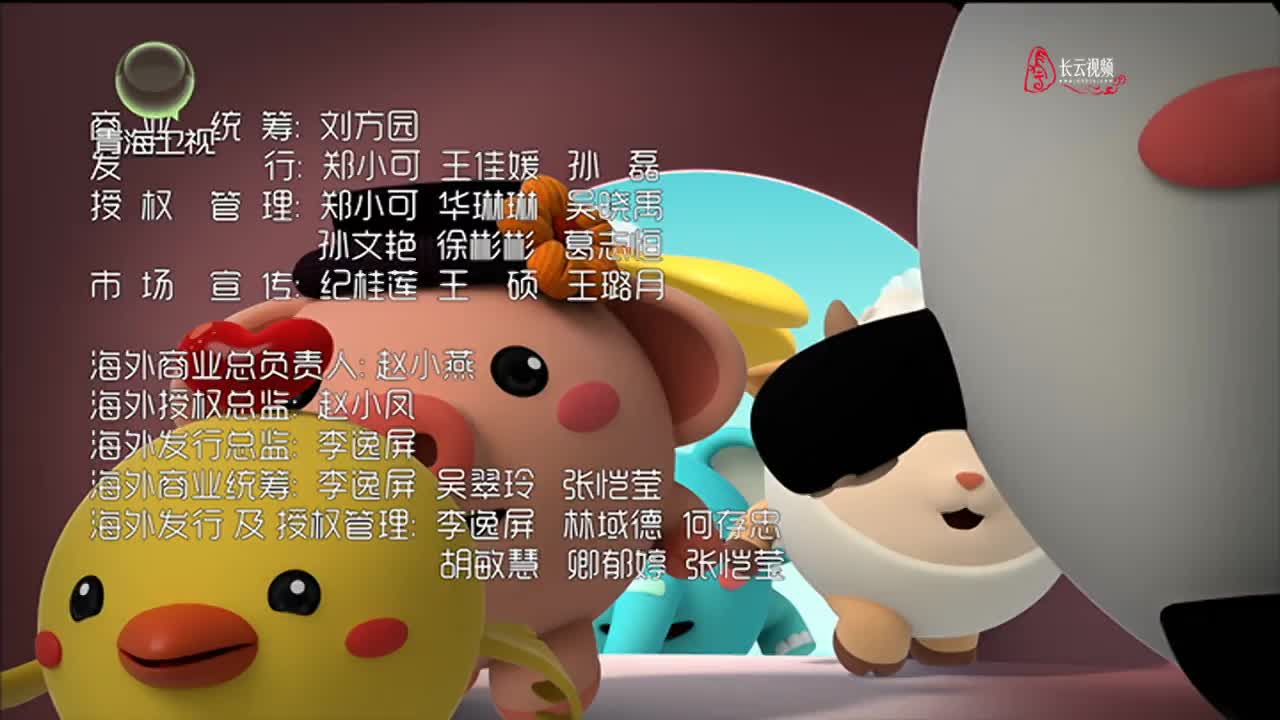 长云视频
商 业 统 筹: 刘方园
青海卫视
发 行: 郑小可 王佳媛 孙 磊
授 权 管 理: 郑小可 华琳琳 吴晓禹
孙文艳 徐彬彬 葛志恒
市 场 宣 传: 纪桂莲 王 硕 王璐月
海外商业总负责人: 赵小燕
海外授权总监: 赵小凤
海外发行总监: 李逸屏
海外商业统筹: 李逸屏 吴翠玲 张恺莹
海外发行 及 授权管理: 李逸屏 林域德 何存忠
胡敏慧 卿郁婷 张恺莹